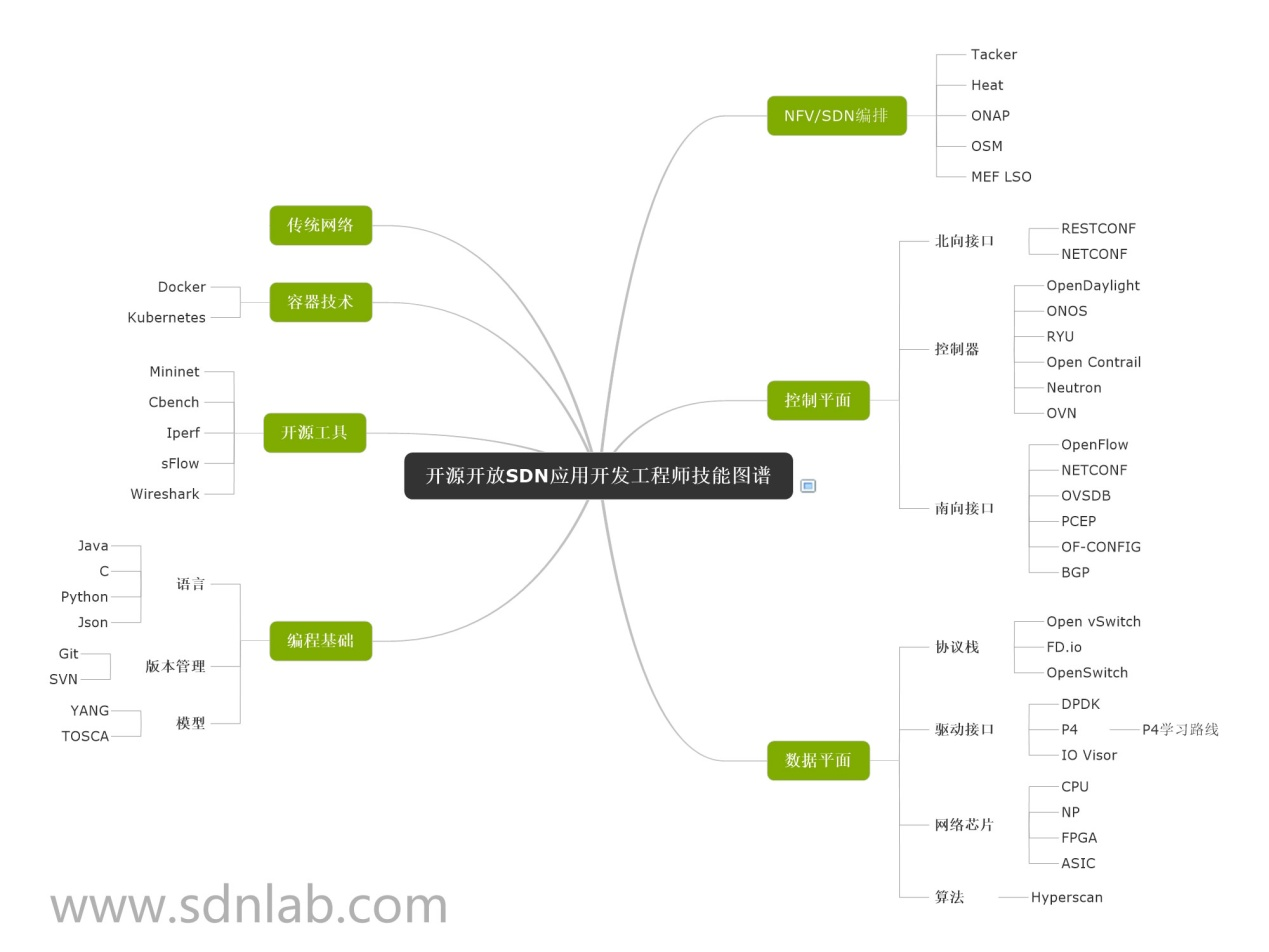 开源开放SDN应用开发工程师技能图谱
NFV/SDN编排
Tacker
Heat
ONAP
OSM
MEF LSO
控制平面
北向接口
RESTCONF
NETCONF
控制器
OpenDaylight
ONOS
RYU
Open Contrail
Neutron
OVN
南向接口
OpenFlow
NETCONF
OVSDB
PCEP
OF-CONFIG
BGP
数据平面
协议栈
Open vSwitch
FD.io
OpenSwitch
驱动接口
DPDK
P4
P4学习路线
IO Visor
网络芯片
CPU
NP
FPGA
ASIC
算法
Hyperscan
传统网络
容器技术
Docker
Kubernetes
开源工具
Mininet
Cbench
Iperf
sFlow
Wireshark
编程基础
语言
Java
C
Python
Json
版本管理
Git
SVN
模型
YANG
TOSCA
www.sdnlab.com